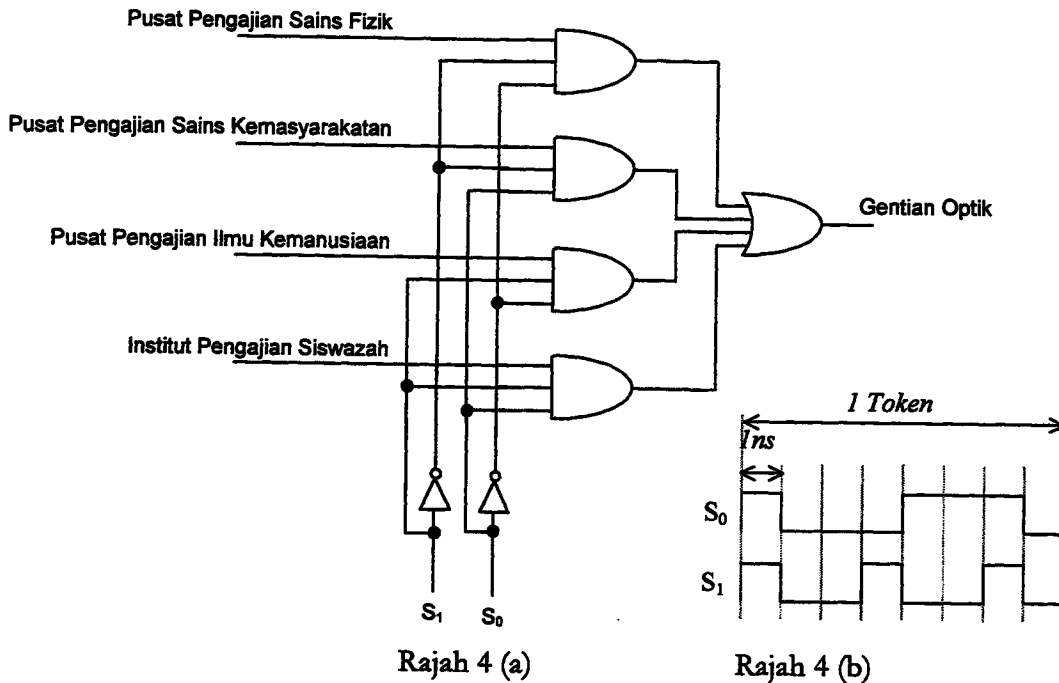 Pusat Pengajian Sains Fizik
Pusat Pengajian Sains Kemasyarakatan
Gentian Optik
Pusat Pengajian Ilmu Kemanusiaan
Institut Pengajian Siswazah
1 Token
1ns
S₀
S₁
S₁ S₀
Rajah 4 (a)
Rajah 4 (b)